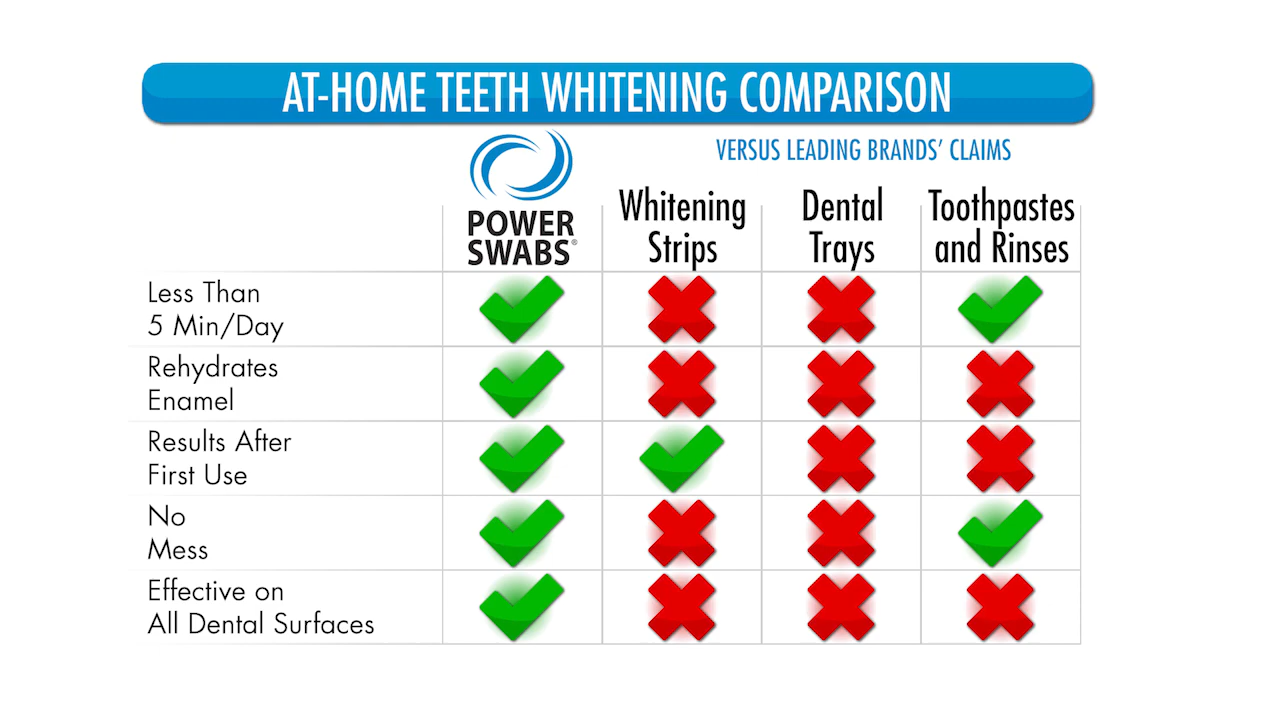 AT-HOME TEETH WHITENING COMPARISON
VERSUS LEADING BRANDS' CLAIMS
POWER
SWABS®
Whitening
Strips
Dental
Trays
Toothpastes
and Rinses
Less Than
5 Min/Day
Rehydrates
Enamel
Results After
First Use
No
Mess
Effective on
All Dental Surfaces